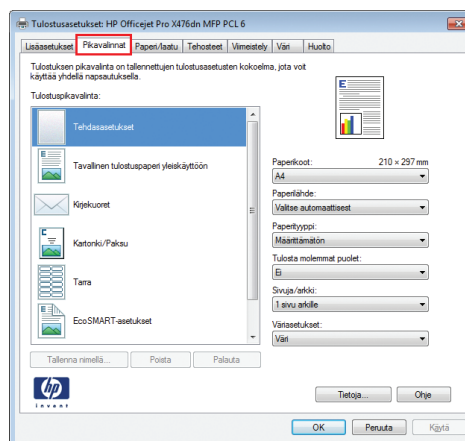 Tulostusasetukset: HP Officejet Pro X476dn MFP PCL 6
Lisäasetukset Pikavalinnat Paperi/laatu Tehosteet Viimeistely Väri Huolto
Tulostuksen pikavalinta on tallennettujen tulostusasetusten kokoelma, jota voit
käyttää yhdellä napsautuksella.
Tulostuspikavalinta:
Tehdasasetukset
Tavallinen tulostuspaperi yleiskäyttöön
Kirjekuoret
Kartonki/Paksu
Tarra
EcoSMART-asetukset
Tallenna nimellä... Poista Palauta
E
Paperikoot: 210 × 297 mm
A4
Paperilähde:
Valitse automaattisesti
Paperityyppi:
Määrittämätön
Tulosta molemmat puolet:
Ei
Sivuja/arkki:
1 sivu arkille
Väriasetukset:
Väri
hp
invent
Tietoja... Ohje
OK Peruuta Käytä